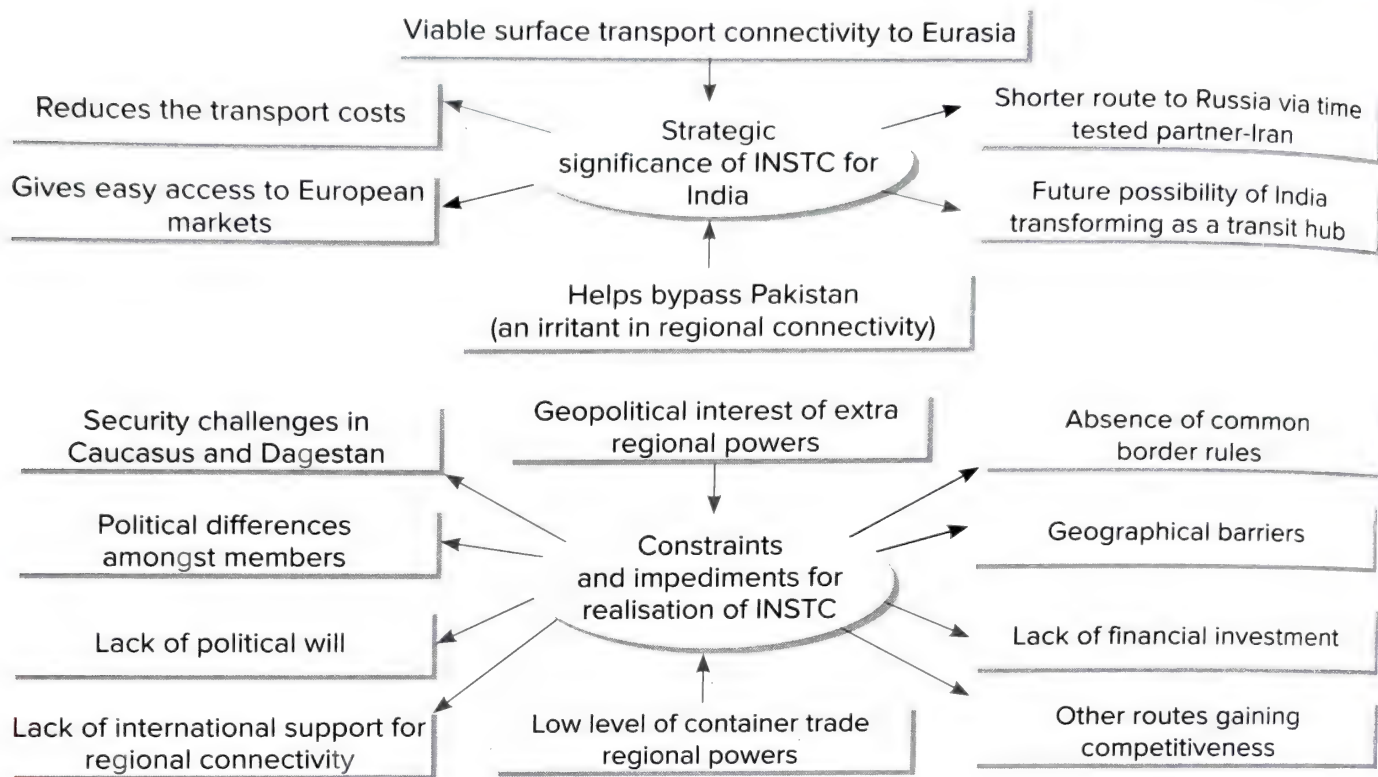 Viable surface transport connectivity to Eurasia
Reduces the transport costs
Gives easy access to European
markets
Strategic
significance of INSTC for
India
Shorter route to Russia via time
tested partner-Iran
Future possibility of India
transforming as a transit hub
Helps bypass Pakistan
(an irritant in regional connectivity)
Security challenges in
Caucasus and Dagestan
Geopolitical interest of extra
regional powers
Absence of common
border rules
Political differences
amongst members
Constraints
and impediments for
realisation of INSTC
Geographical barriers
Lack of political will
Lack of financial investment
Lack of international support for
regional connectivity
Low level of container trade
regional powers
Other routes gaining
competitiveness